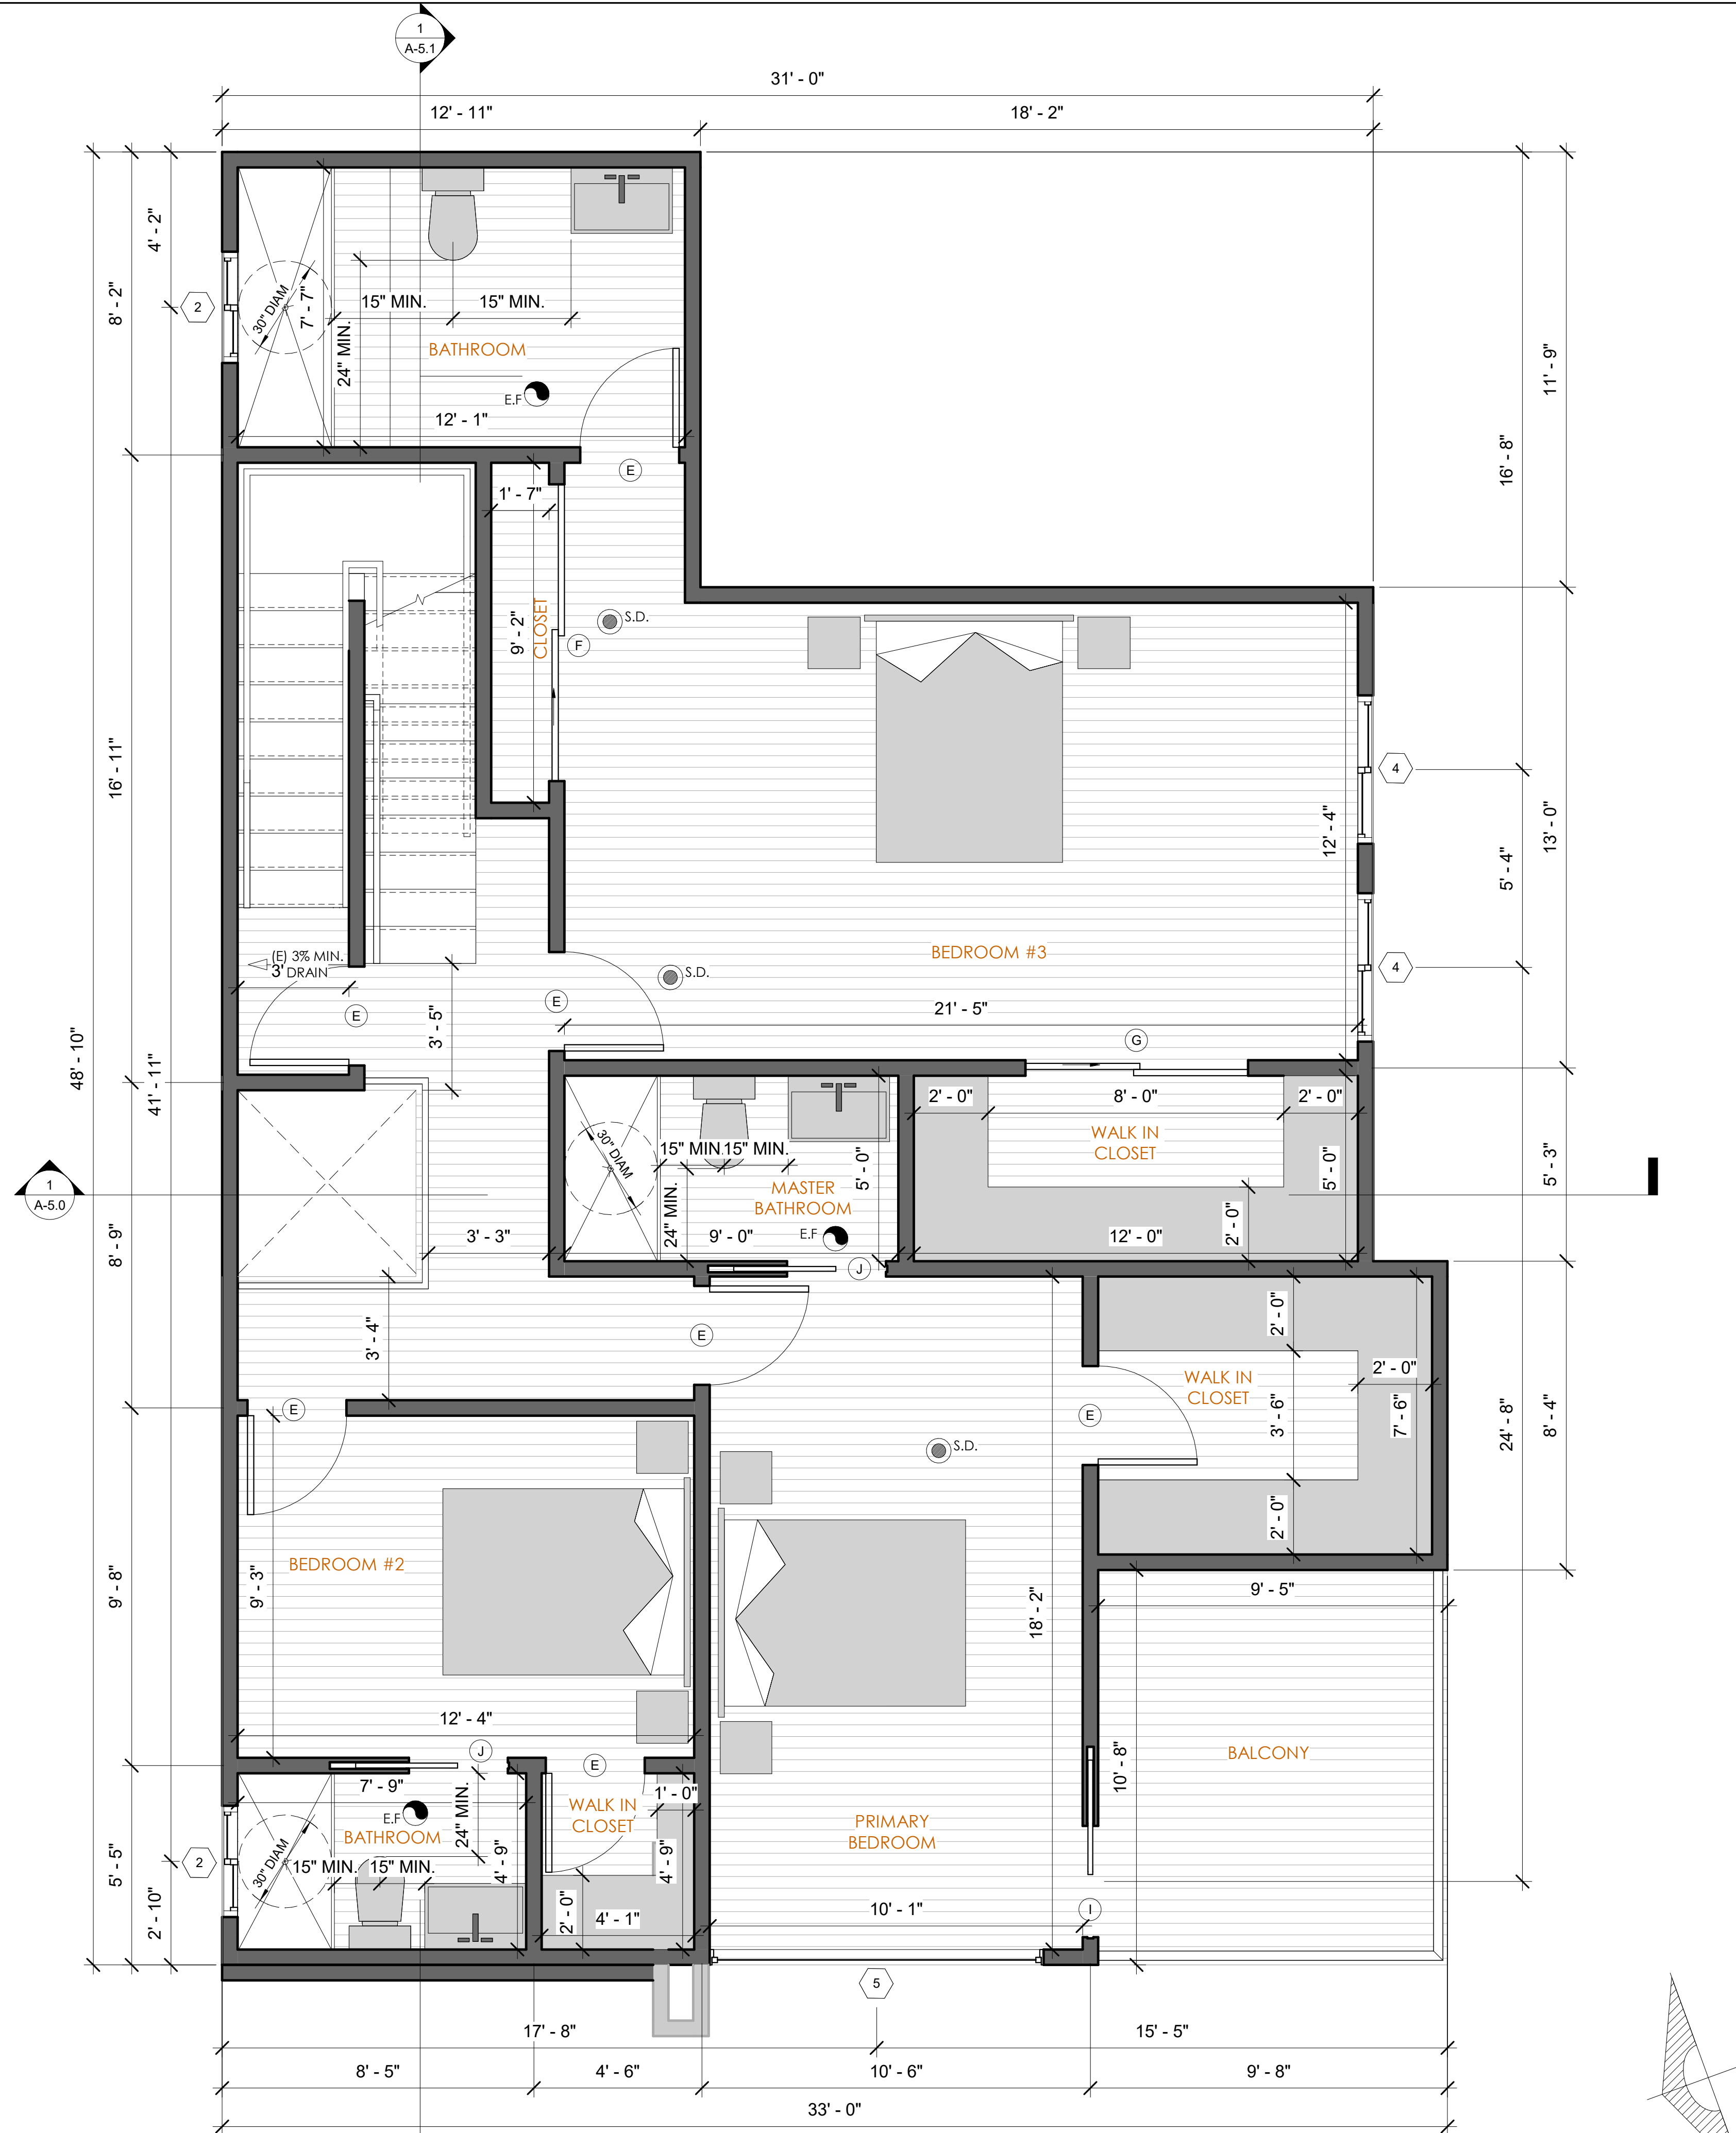 1
A-5.1
31' - 0"
12' - 11"
18' - 2"
4' - 2"
8' - 2"
2
30" DIAM
7' - 7"
15" MIN.
15" MIN.
24" MIN.
BATHROOM
E.F
12' - 1"
11' - 9"
16' - 8"
E
1' - 7"
9' - 2"
CLOSET
S.D.
F
16' - 11"
4
12' - 4"
13' - 0"
5' - 4"
BEDROOM #3
4
(E) 3% MIN.
3' DRAIN
S.D.
E
E
3' - 5"
21' - 5"
G
48' - 10"
41' - 11"
2' - 0"
8' - 0"
2' - 0"
WALK IN
CLOSET
30" DIAM
15" MIN.
15" MIN.
5' - 0"
5' - 0"
5' - 3"
1
A-5.0
MASTER
BATHROOM
24" MIN.
E.F
8' - 9"
3' - 3"
9' - 0"
2' - 0"
12' - 0"
J
3' - 4"
E
2' - 0"
WALK IN
CLOSET
2' - 0"
3' - 6"
7' - 6"
E
E
S.D.
24' - 8"
8' - 4"
2' - 0"
BEDROOM #2
9' - 3"
9' - 8"
9' - 5"
18' - 2"
12' - 4"
J
E
10' - 8"
BALCONY
7' - 9"
1' - 0"
E.F
BATHROOM
24" MIN.
WALK IN
CLOSET
PRIMARY
BEDROOM
30" DIAM
15" MIN.
15" MIN.
4' - 9"
4' - 9"
5' - 5"
2
2' - 10"
2' - 0"
4' - 1"
10' - 1"
I
5
17' - 8"
15' - 5"
8' - 5"
4' - 6"
10' - 6"
9' - 8"
33' - 0"